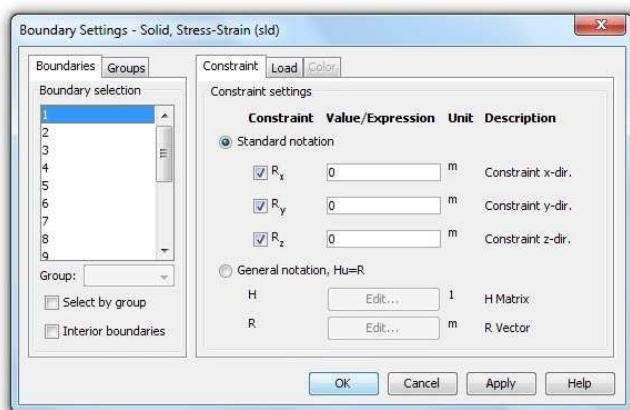 Boundary Settings - Solid, Stress-Strain (sld)
Boundaries Groups
Boundary selection
1
2
3
4
5
6
7
8
9
Group:
Select by group
Interior boundaries
Constraint Load Color
Constraint settings
Constraint Value/Expression Unit Description
Standard notation
Rx 0 m Constraint x-dir.
Ry 0 m Constraint y-dir.
Rz 0 m Constraint z-dir.
General notation, Hu=R
H Edit... 1 H Matrix
R Edit... m R Vector
OK Cancel Apply Help